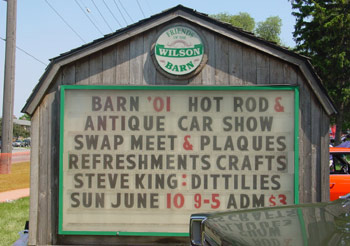 FRIENDS
of the
WILSON
BARN
BARN '01 HOT ROD &
ANTIQUE CAR SHOW
SWAP MEET & PLAQUES
REFRESHMENTS CRAFTS
STEVE KING: DITTILIES
SUN JUNE 10 9-5 ADM $3